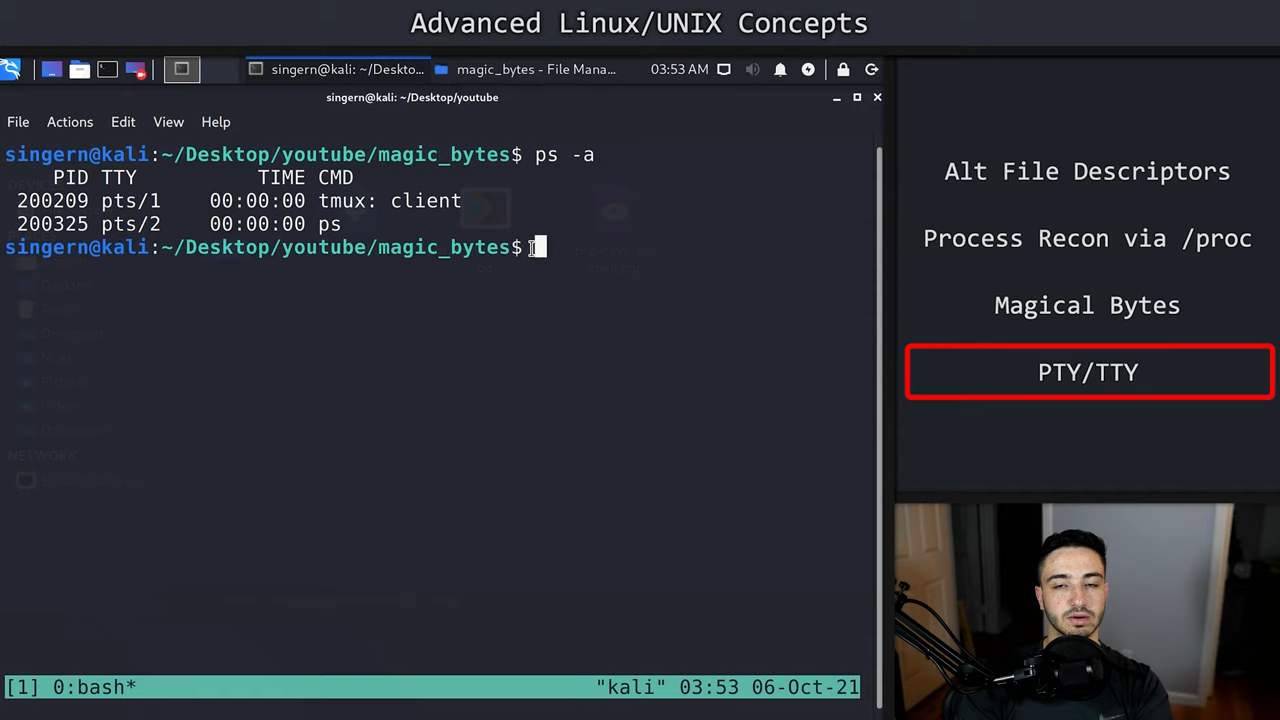 Advanced Linux/UNIX Concepts
singern@kali: ~/Deskto... magic_bytes - File Mana... 03:53 AM
singern@kali: ~/Desktop/youtube
File Actions Edit View Help
singern@kali:~/Desktop/youtube/magic_bytes$ ps -a
PID TTY TIME CMD
200209 pts/1 00:00:00 tmux: client
200325 pts/2 00:00:00 ps
singern@kali:~/Desktop/youtube/magic_bytes$
[1] 0:bash* "kali" 03:53 06-Oct-21
Alt File Descriptors
Process Recon via /proc
Magical Bytes
PTY/TTY
Desktop
NETWORK